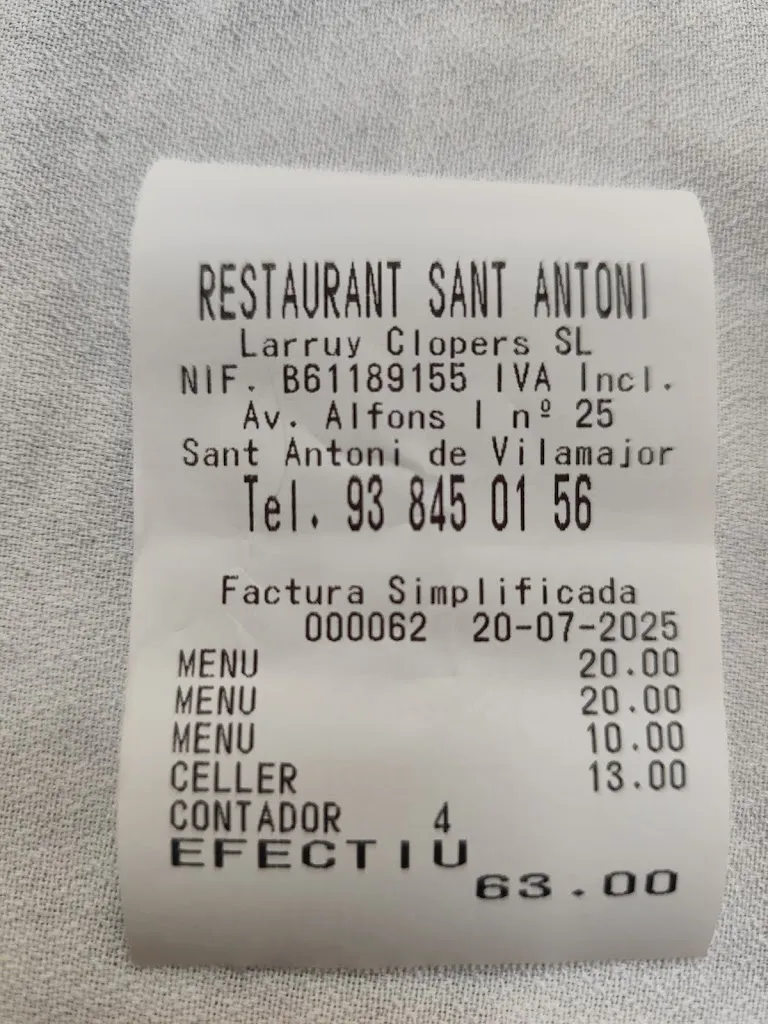 RESTAURANT SANT ANTONI
Larruy Clopers SL
NIF. B61189155 IVA Incl.
Av. Alfons I nº 25
Sant Antoni de Vilamajor
Tel. 93 845 01 56
Factura Simplificada
000062 20-07-2025
MENU 20.00
MENU 20.00
MENU 10.00
CELLER 13.00
CONTADOR 4
EFECTIU
63.00